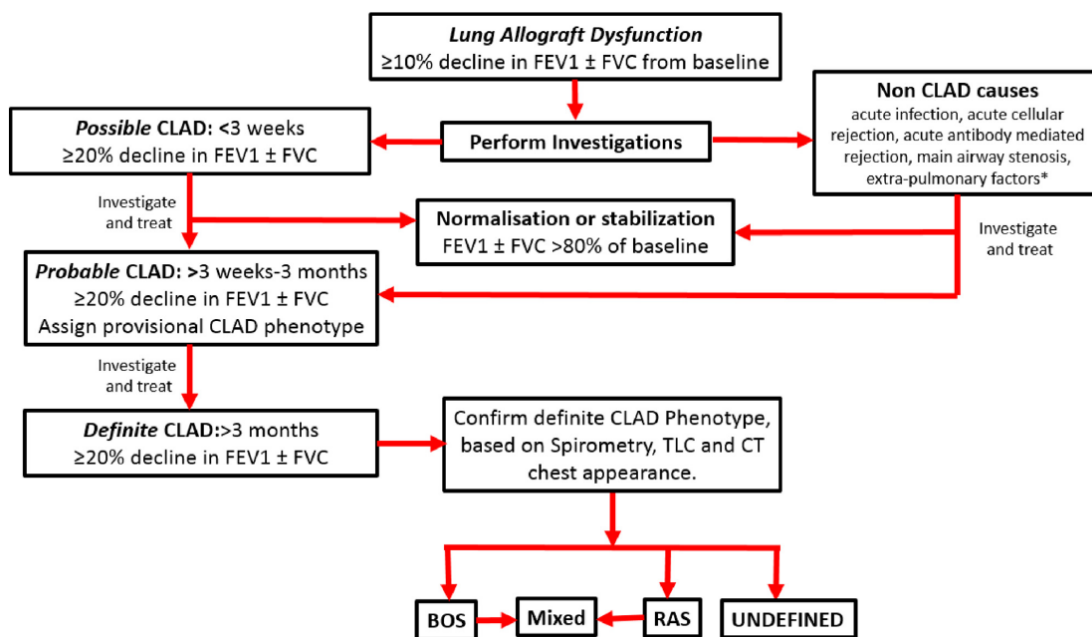 Lung Allograft Dysfunction
≥10% decline in FEV1 ± FVC from baseline
Non CLAD causes
acute infection, acute cellular
rejection, acute antibody mediated
rejection, main airway stenosis,
extra-pulmonary factors*
Possible CLAD: <3 weeks
≥20% decline in FEV1 ± FVC
Perform Investigations
Investigate
and treat
Normalisation or stabilization
FEV1 ± FVC >80% of baseline
Investigate
and treat
Probable CLAD: >3 weeks-3 months
≥20% decline in FEV1 ± FVC
Assign provisional CLAD phenotype
Investigate
and treat
Definite CLAD:>3 months
≥20% decline in FEV1 ± FVC
Confirm definite CLAD Phenotype,
based on Spirometry, TLC and CT
chest appearance.
BOS
Mixed
RAS
UNDEFINED